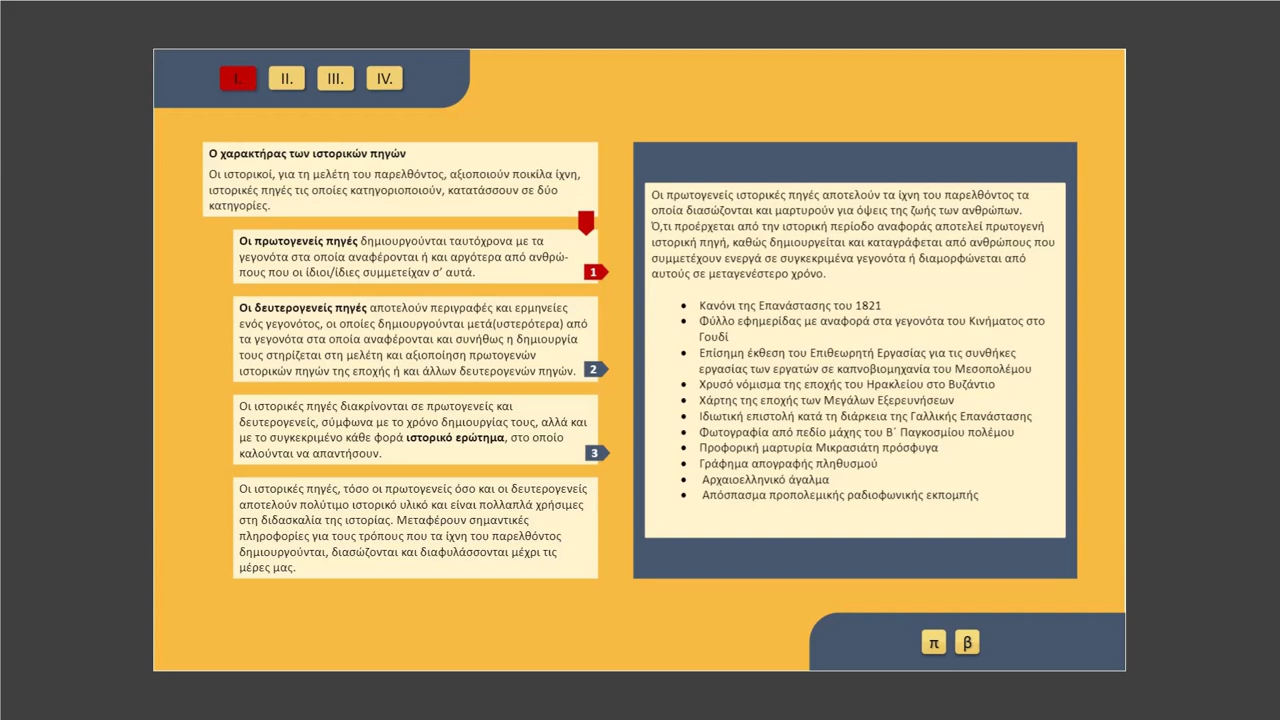 I.
II.
III.
IV.
Ο χαρακτήρας των ιστορικών πηγών
Οι ιστορικοί, για τη μελέτη του παρελθόντος, αξιοποιούν ποικίλα ίχνη,
ιστορικές πηγές τις οποίες κατηγοριοποιούν, κατατάσσουν σε δύο
κατηγορίες.
Οι πρωτογενείς πηγές δημιουργούνται ταυτόχρονα με τα
γεγονότα στα οποία αναφέρονται ή και αργότερα από ανθρώ-
πους που οι ίδιοι/ίδιες συμμετείχαν σ’ αυτά.
1
Οι δευτερογενείς πηγές αποτελούν περιγραφές και ερμηνείες
ενός γεγονότος, οι οποίες δημιουργούνται μετά(υστερότερα) από
τα γεγονότα στα οποία αναφέρονται και συνήθως η δημιουργία
τους στηρίζεται στη μελέτη και αξιοποίηση πρωτογενών
ιστορικών πηγών της εποχής ή και άλλων δευτερογενών πηγών.
2
Οι ιστορικές πηγές διακρίνονται σε πρωτογενείς και
δευτερογενείς, σύμφωνα με το χρόνο δημιουργίας τους, αλλά και
με το συγκεκριμένο κάθε φορά ιστορικό ερώτημα, στο οποίο
καλούνται να απαντήσουν.
3
Οι ιστορικές πηγές, τόσο οι πρωτογενείς όσο και οι δευτερογενείς
αποτελούν πολύτιμο ιστορικό υλικό και είναι πολλαπλά χρήσιμες
στη διδασκαλία της ιστορίας. Μεταφέρουν σημαντικές
πληροφορίες για τους τρόπους που τα ίχνη του παρελθόντος
δημιουργούνται, διασώζονται και διαφυλάσσονται μέχρι τις
μέρες μας.
Οι πρωτογενείς ιστορικές πηγές αποτελούν τα ίχνη του παρελθόντος τα
οποία διασώζονται και μαρτυρούν για όψεις της ζωής των ανθρώπων.
Ό,τι προέρχεται από την ιστορική περίοδο αναφοράς αποτελεί πρωτογενή
ιστορική πηγή, καθώς δημιουργείται και καταγράφεται από ανθρώπους που
συμμετέχουν ενεργά σε συγκεκριμένα γεγονότα ή διαμορφώνεται από
αυτούς σε μεταγενέστερο χρόνο.
• Κανόνι της Επανάστασης του 1821
• Φύλλο εφημερίδας με αναφορά στα γεγονότα του Κινήματος στο
Γουδί
• Επίσημη έκθεση του Επιθεωρητή Εργασίας για τις συνθήκες
εργασίας των εργατών σε καπνοβιομηχανία του Μεσοπολέμου
• Χρυσό νόμισμα της εποχής του Ηρακλείου στο Βυζάντιο
• Χάρτης της εποχής των Μεγάλων Εξερευνήσεων
• Ιδιωτική επιστολή κατά τη διάρκεια της Γαλλικής Επανάστασης
• Φωτογραφία από πεδίο μάχης του Β΄ Παγκοσμίου πολέμου
• Προφορική μαρτυρία Μικρασιάτη πρόσφυγα
• Γράφημα απογραφής πληθυσμού
• Αρχαιοελληνικό άγαλμα
• Απόσπασμα προπολεμικής ραδιοφωνικής εκπομπής
π
β